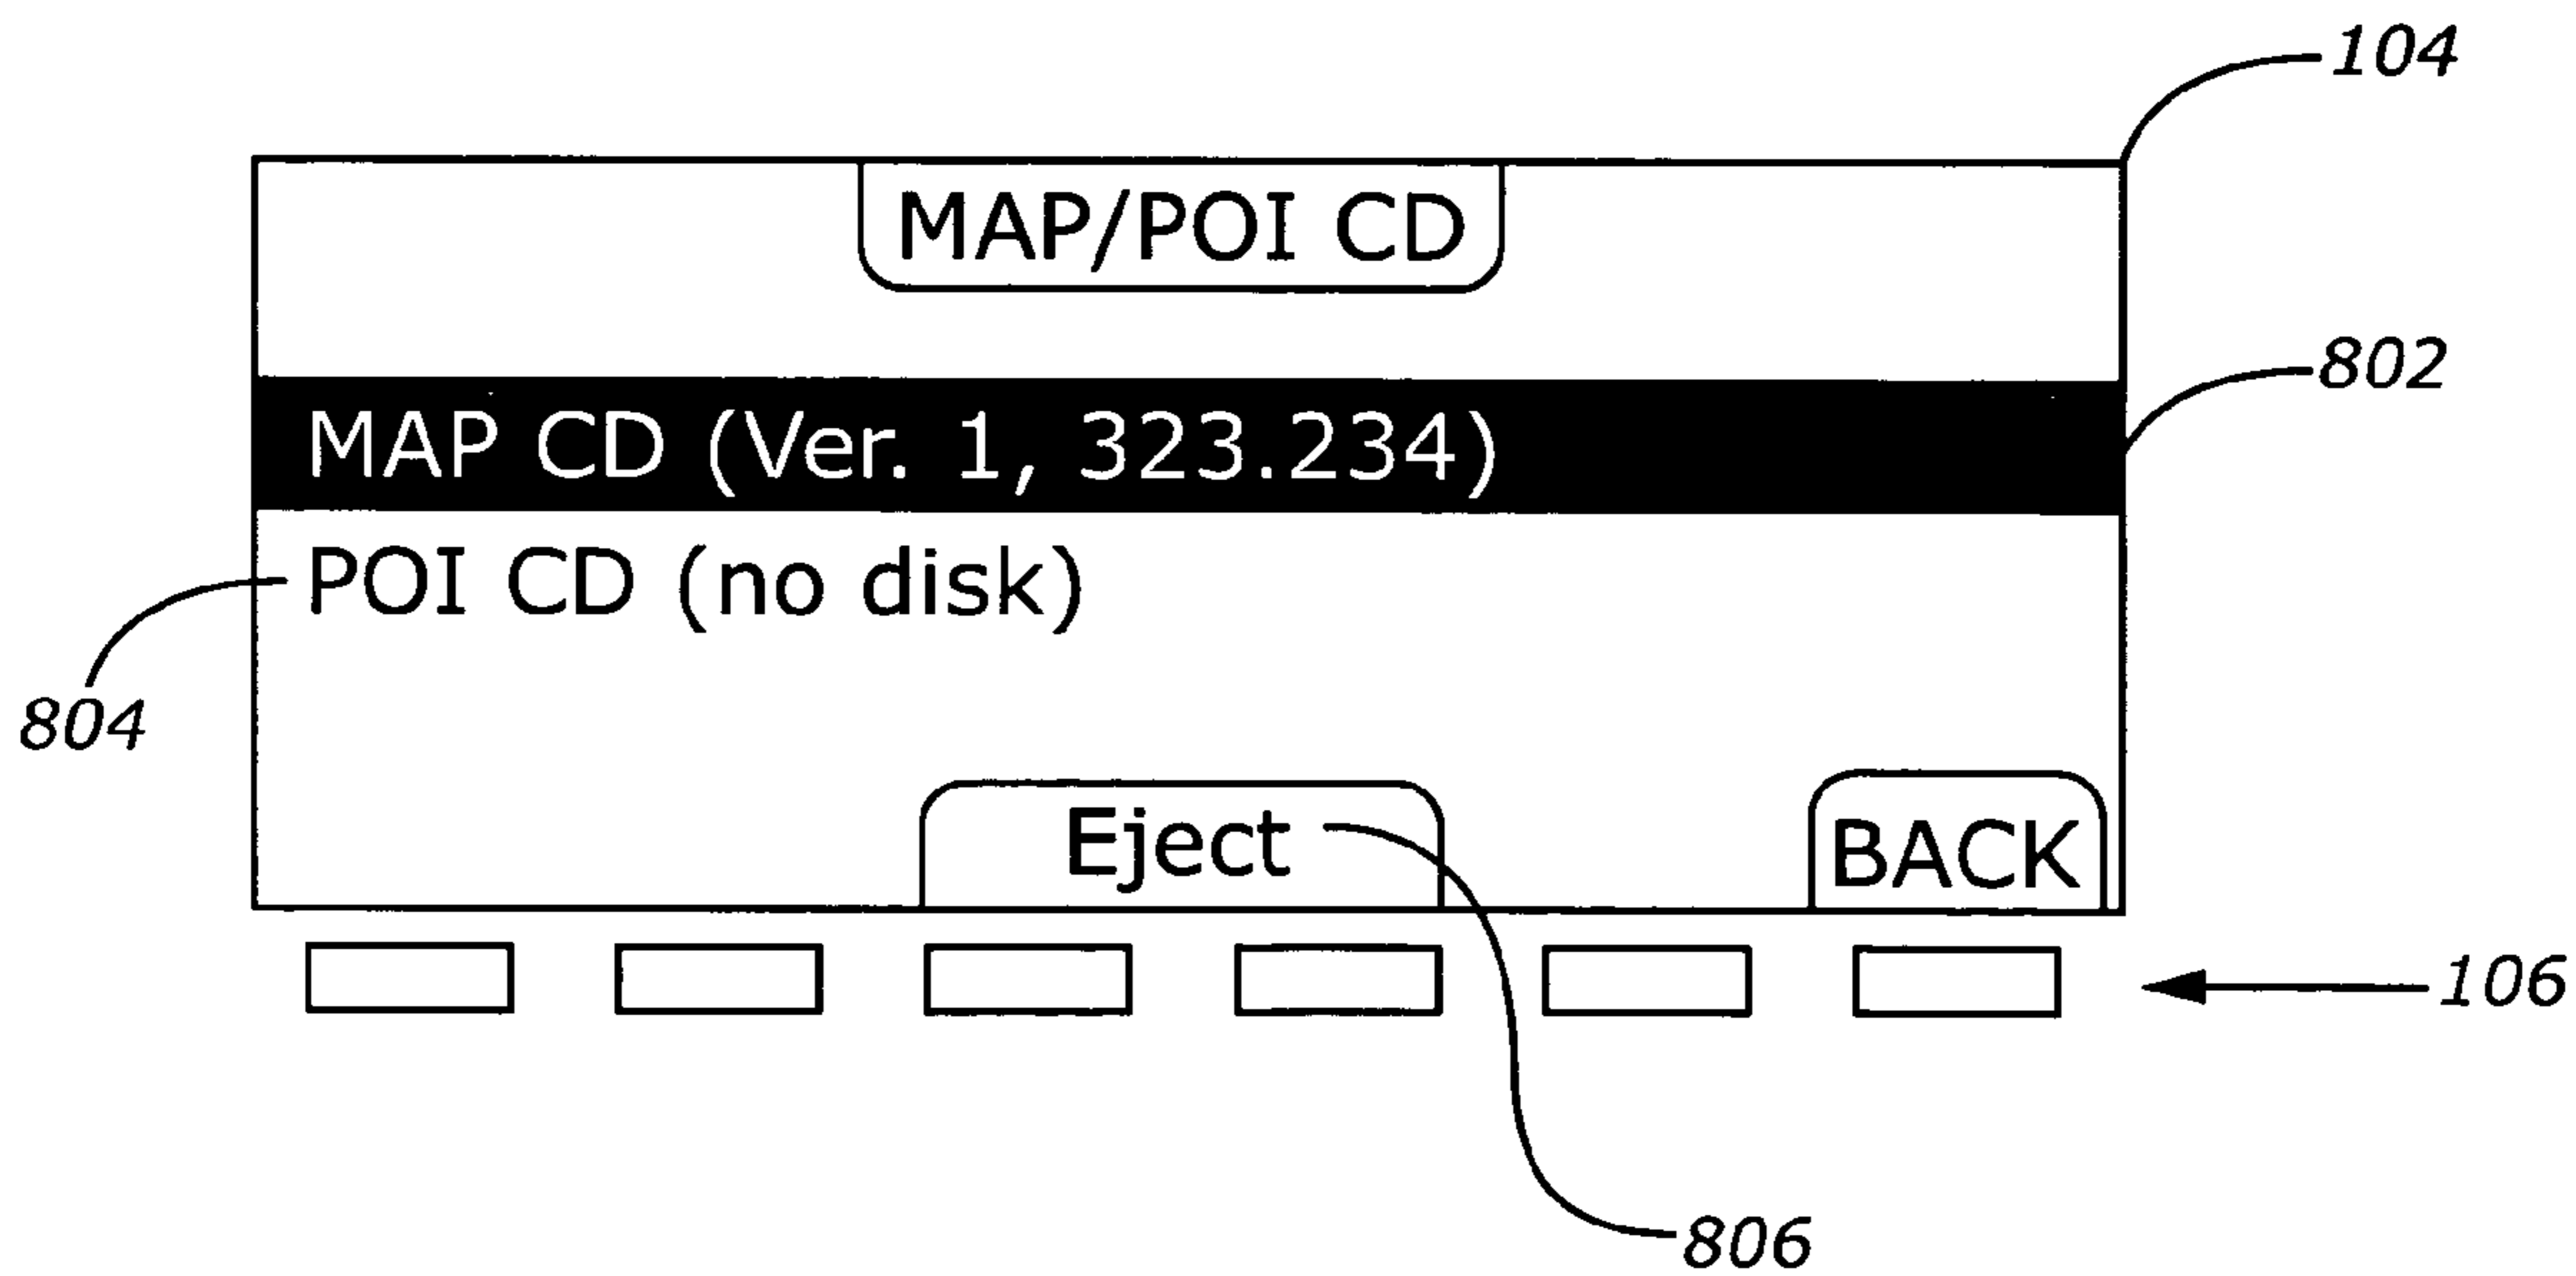 104
MAP/POI CD
802
MAP CD (Ver. 1, 323.234)
POI CD (no disk)
804
Eject
BACK
106
806